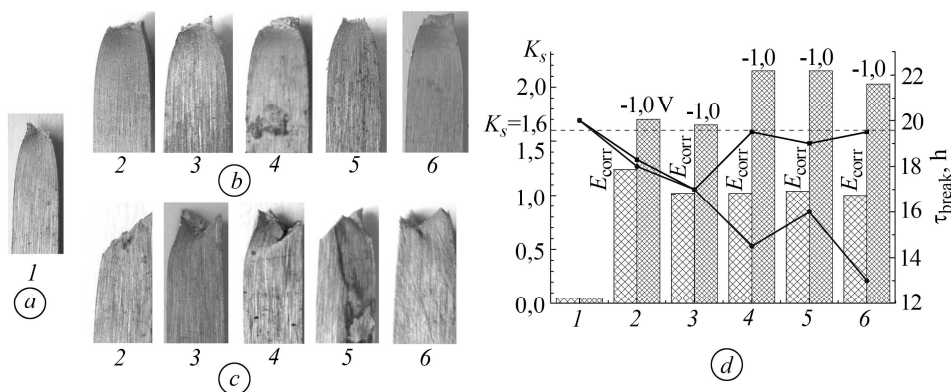 1
a
2 3 4 5 6
b
2 3 4 5 6
c
K_s
2,0
K_s=1,6
1,5
1,0
0,5
0,0
E_corr
-1,0 V
E_corr
-1,0
E_corr
-1,0
E_corr
-1,0
E_corr
-1,0
22
20
18
16
14
12
τ_break, h
1 2 3 4 5 6
d